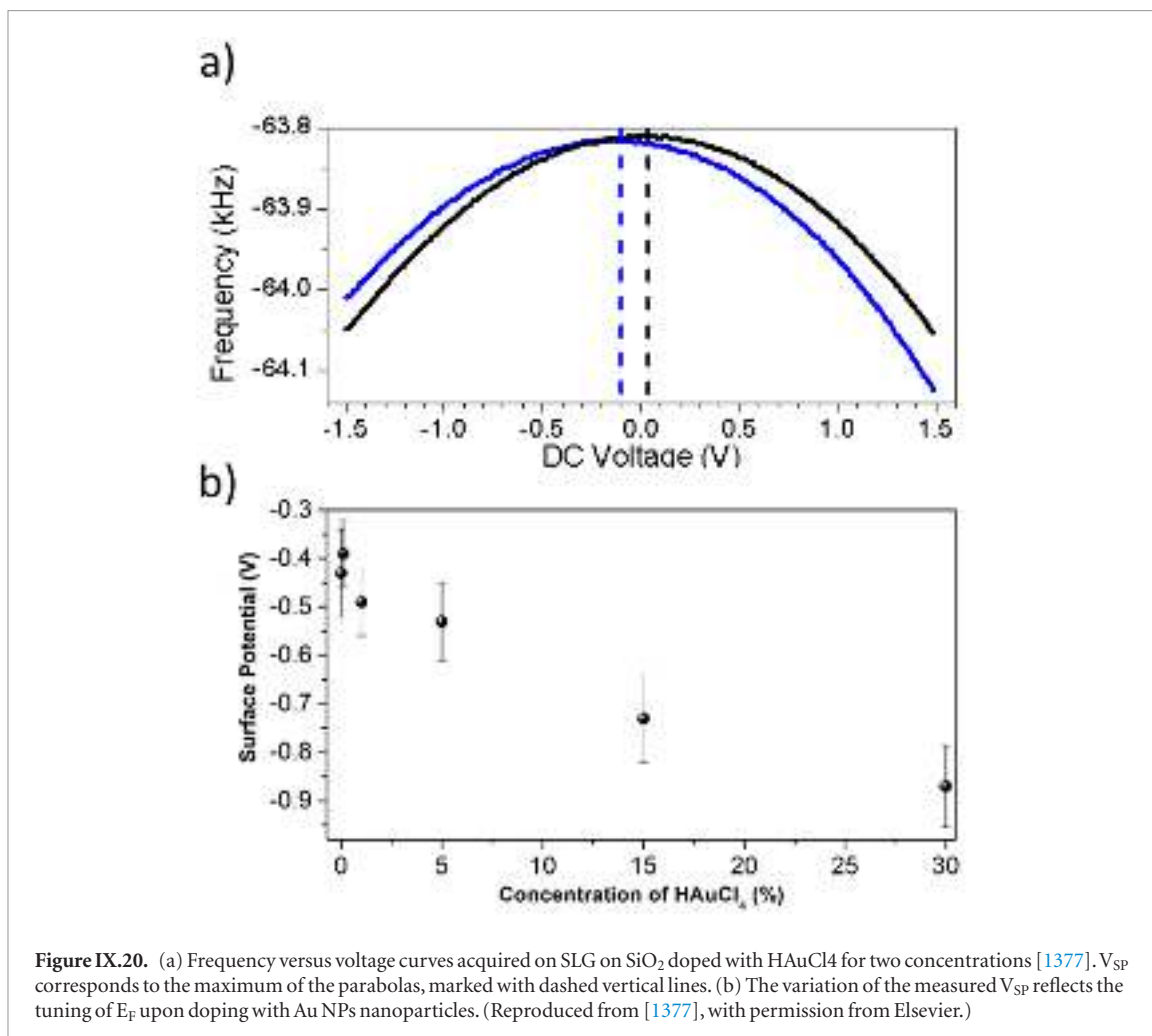 a)
-63.8
-63.9
-64.0
-64.1
Frequency (kHz)
-1.5 -1.0 -0.5 0.0 0.5 1.0 1.5
DC Voltage (V)
b)
-0.3
-0.4
-0.5
-0.6
-0.7
-0.8
-0.9
Surface Potential (V)
0 5 10 15 20 25 30
Concentration of HAuCl₄ (%)
Figure IX.20. (a) Frequency versus voltage curves acquired on SLG on SiO₂ doped with HAuCl4 for two concentrations [1377]. V_SP
corresponds to the maximum of the parabolas, marked with dashed vertical lines. (b) The variation of the measured V_SP reflects the
tuning of E_F upon doping with Au NPs nanoparticles. (Reproduced from [1377], with permission from Elsevier.)